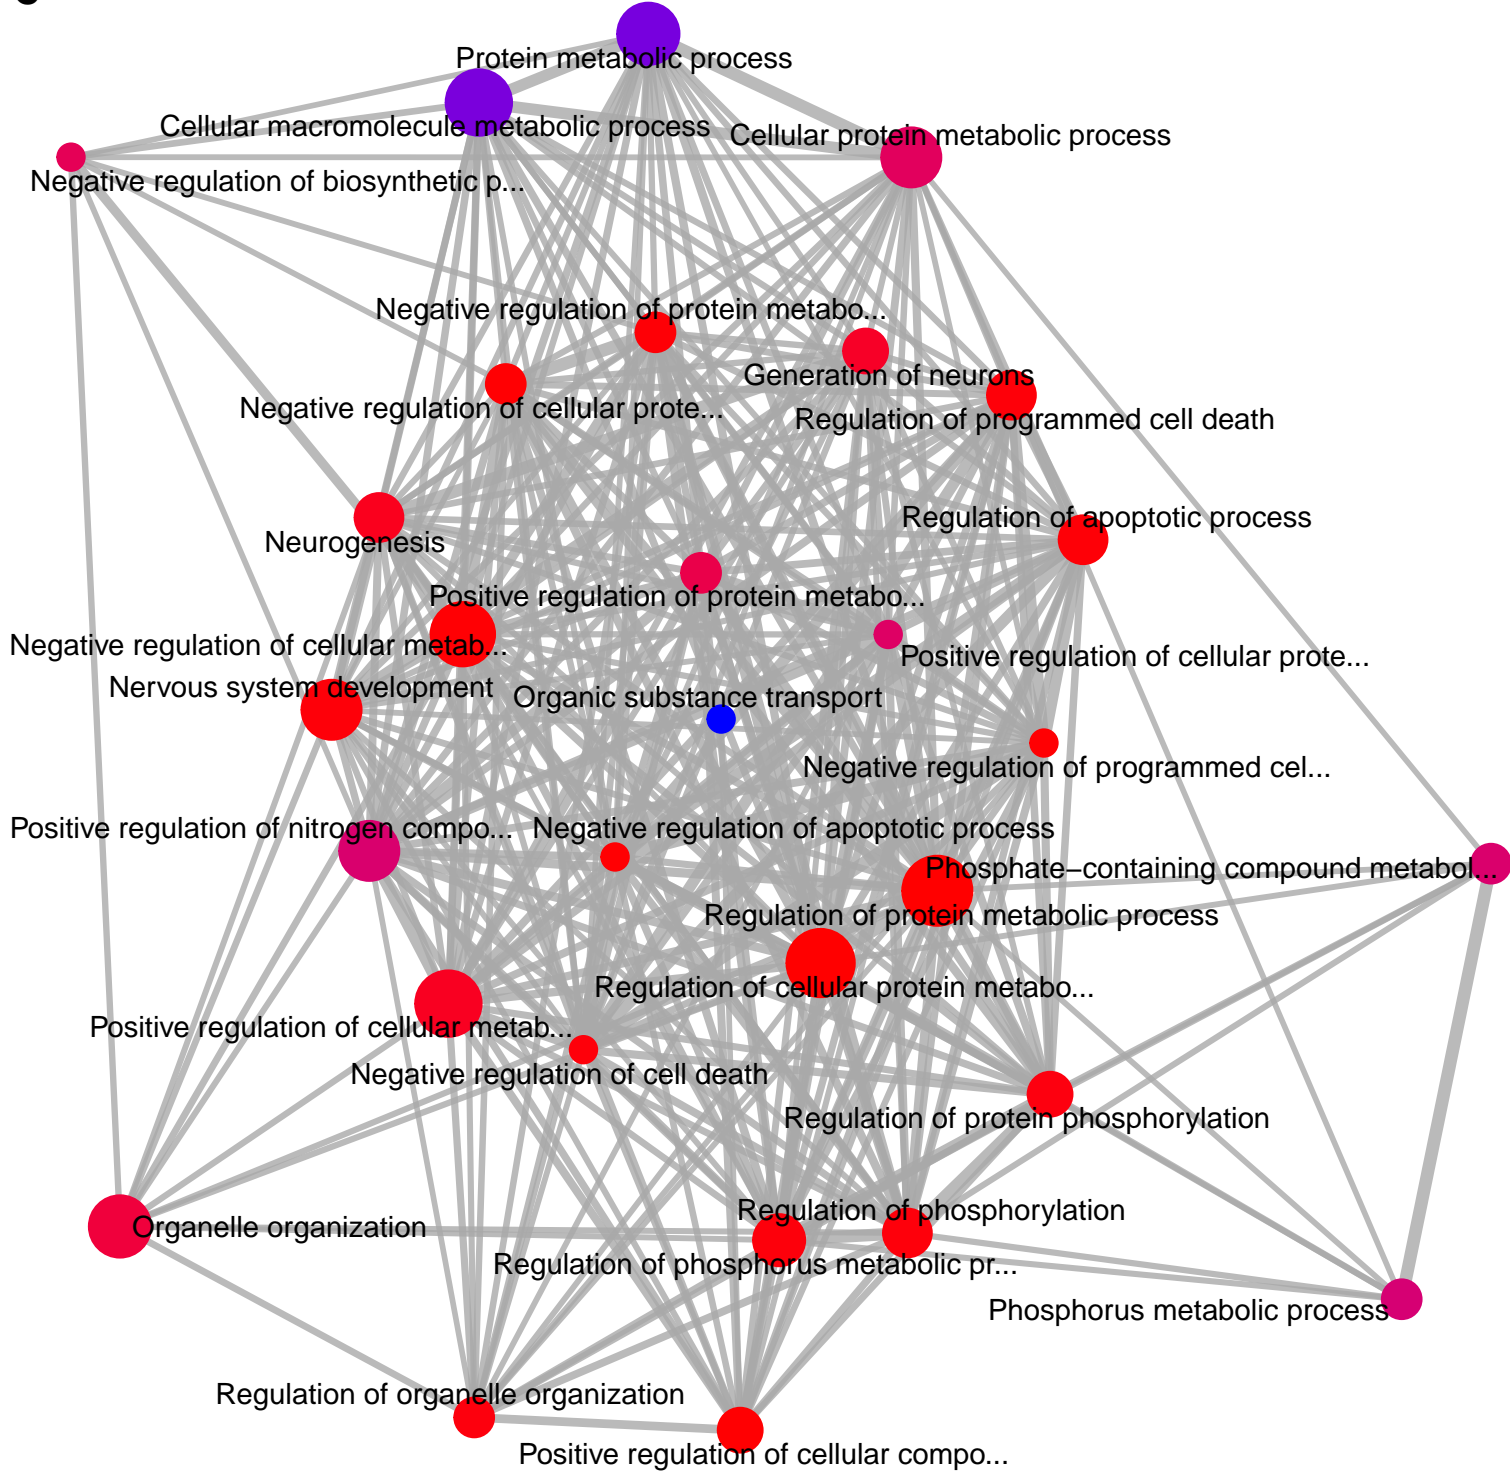 Protein metabolic process
Cellular macromolecule metabolic process
Cellular protein metabolic process
Negative regulation of biosynthetic p...
Negative regulation of protein metabo...
Generation of neurons
Negative regulation of cellular prote...
Regulation of programmed cell death
Regulation of apoptotic process
Neurogenesis
Positive regulation of protein metabo...
Negative regulation of cellular metab...
Positive regulation of cellular prote...
Nervous system development
Organic substance transport
Negative regulation of programmed cel...
Positive regulation of nitrogen compo...
Negative regulation of apoptotic process
Phosphate−containing compound metabol...
Regulation of protein metabolic process
Regulation of cellular protein metabo...
Positive regulation of cellular metab...
Negative regulation of cell death
Regulation of protein phosphorylation
Regulation of phosphorylation
Organelle organization
Regulation of phosphorus metabolic pr...
Phosphorus metabolic process
Regulation of organelle organization
Positive regulation of cellular compo...